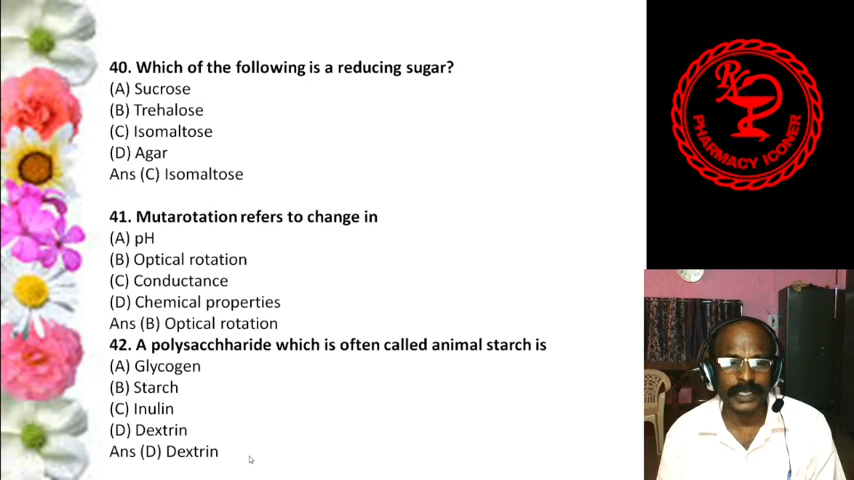 40. Which of the following is a reducing sugar?
(A) Sucrose
(B) Trehalose
(C) Isomaltose
(D) Agar
Ans (C) Isomaltose
41. Mutarotation refers to change in
(A) pH
(B) Optical rotation
(C) Conductance
(D) Chemical properties
Ans (B) Optical rotation
42. A polysacchharide which is often called animal starch is
(A) Glycogen
(B) Starch
(C) Inulin
(D) Dextrin
Ans (D) Dextrin
Rx
PHARMACY ICONER